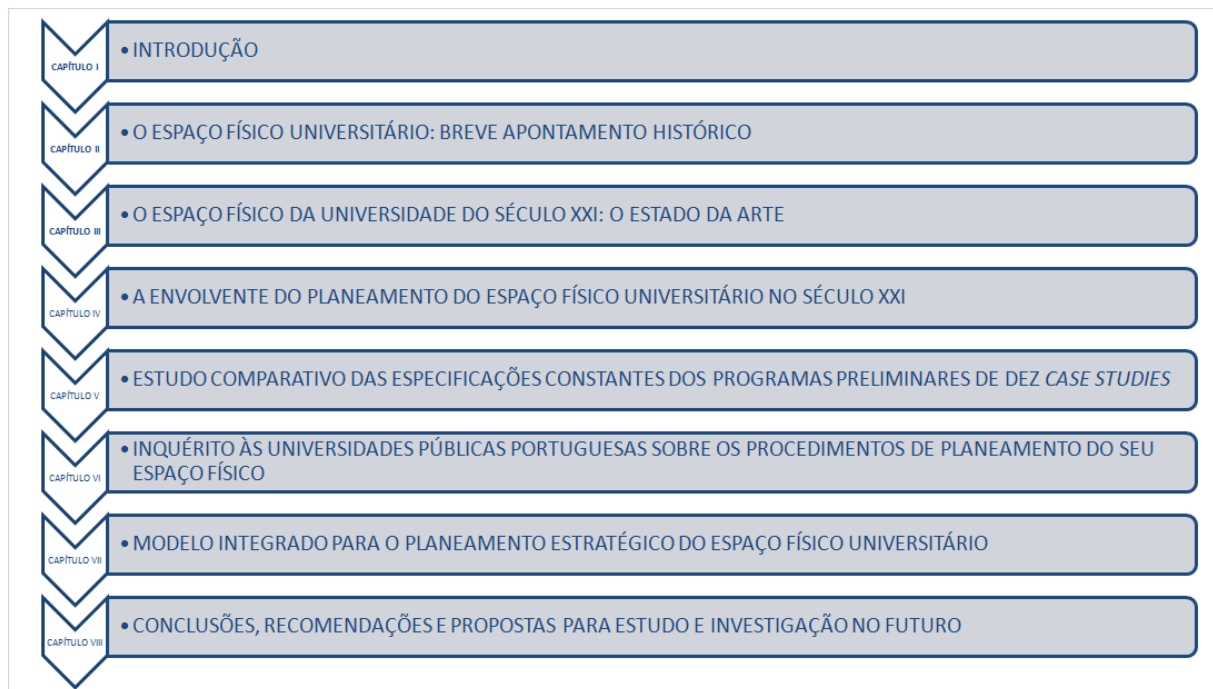 CAPÍTULO I
• INTRODUÇÃO
CAPÍTULO II
• O ESPAÇO FÍSICO UNIVERSITÁRIO: BREVE APONTAMENTO HISTÓRICO
CAPÍTULO III
• O ESPAÇO FÍSICO DA UNIVERSIDADE DO SÉCULO XXI: O ESTADO DA ARTE
CAPÍTULO IV
• A ENVOLVENTE DO PLANEAMENTO DO ESPAÇO FÍSICO UNIVERSITÁRIO NO SÉCULO XXI
CAPÍTULO V
• ESTUDO COMPARATIVO DAS ESPECIFICAÇÕES CONSTANTES DOS PROGRAMAS PRELIMINARES DE DEZ CASE STUDIES
CAPÍTULO VI
• INQUÉRITO ÀS UNIVERSIDADES PÚBLICAS PORTUGUESAS SOBRE OS PROCEDIMENTOS DE PLANEAMENTO DO SEU
ESPAÇO FÍSICO
CAPÍTULO VII
• MODELO INTEGRADO PARA O PLANEAMENTO ESTRATÉGICO DO ESPAÇO FÍSICO UNIVERSITÁRIO
CAPÍTULO VIII
• CONCLUSÕES, RECOMENDAÇÕES E PROPOSTAS PARA ESTUDO E INVESTIGAÇÃO NO FUTURO